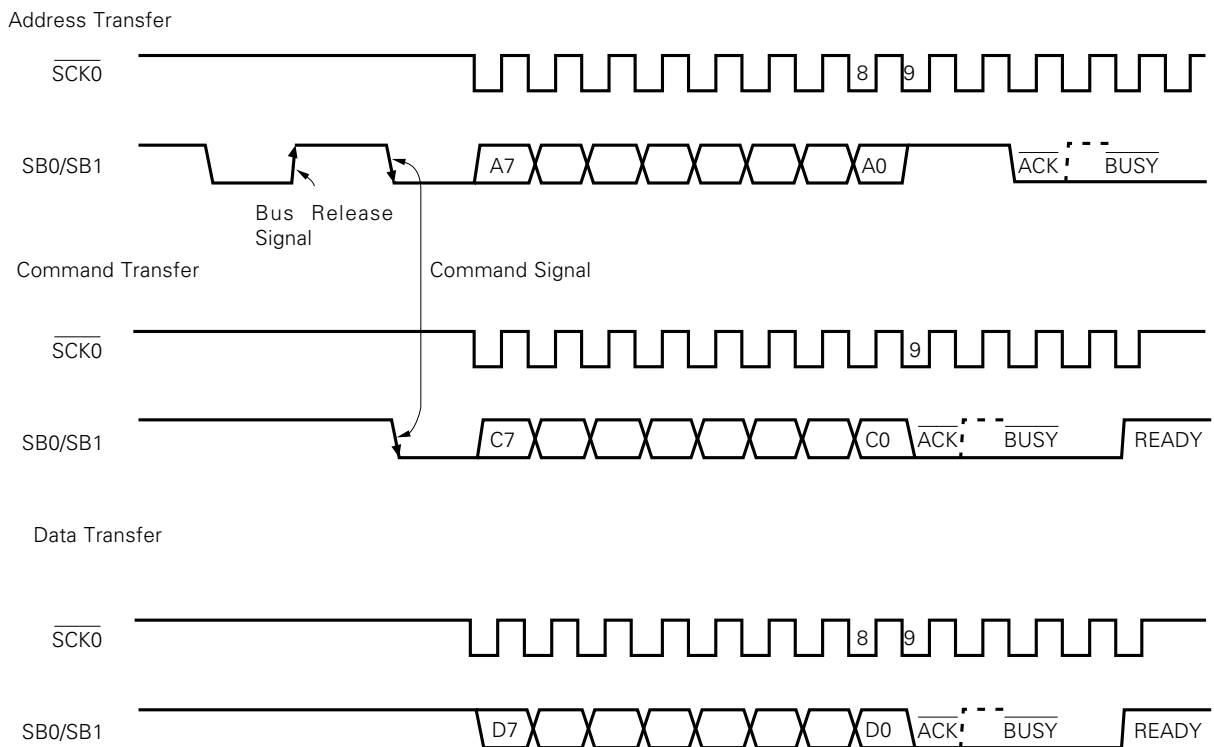 Address Transfer
SCK0
8 9
SB0/SB1
A7 A0 ACK BUSY
Bus Release
Signal
Command Transfer
Command Signal
SCK0
9
SB0/SB1
C7 C0 ACK BUSY READY
Data Transfer
SCK0
8 9
SB0/SB1
D7 D0 ACK BUSY READY